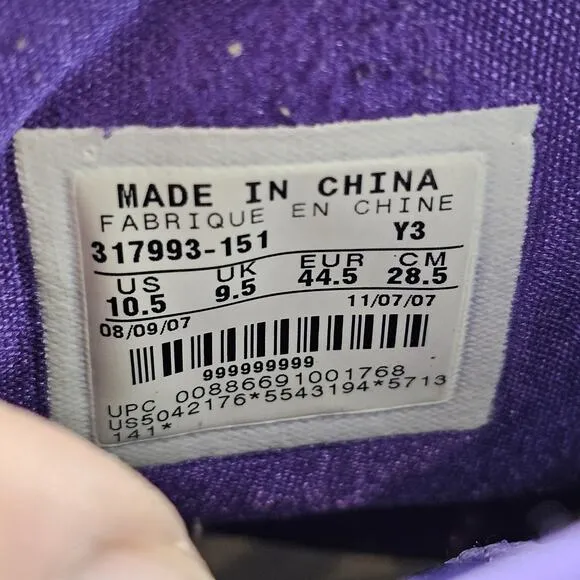 MADE IN CHINA
FABRIQUE EN CHINE
317993-151 Y3
US UK EUR CM
10.5 9.5 44.5 28.5
08/09/07 11/07/07
999999999
UPC 00886691001768
US5042176*5543194*5713
141*